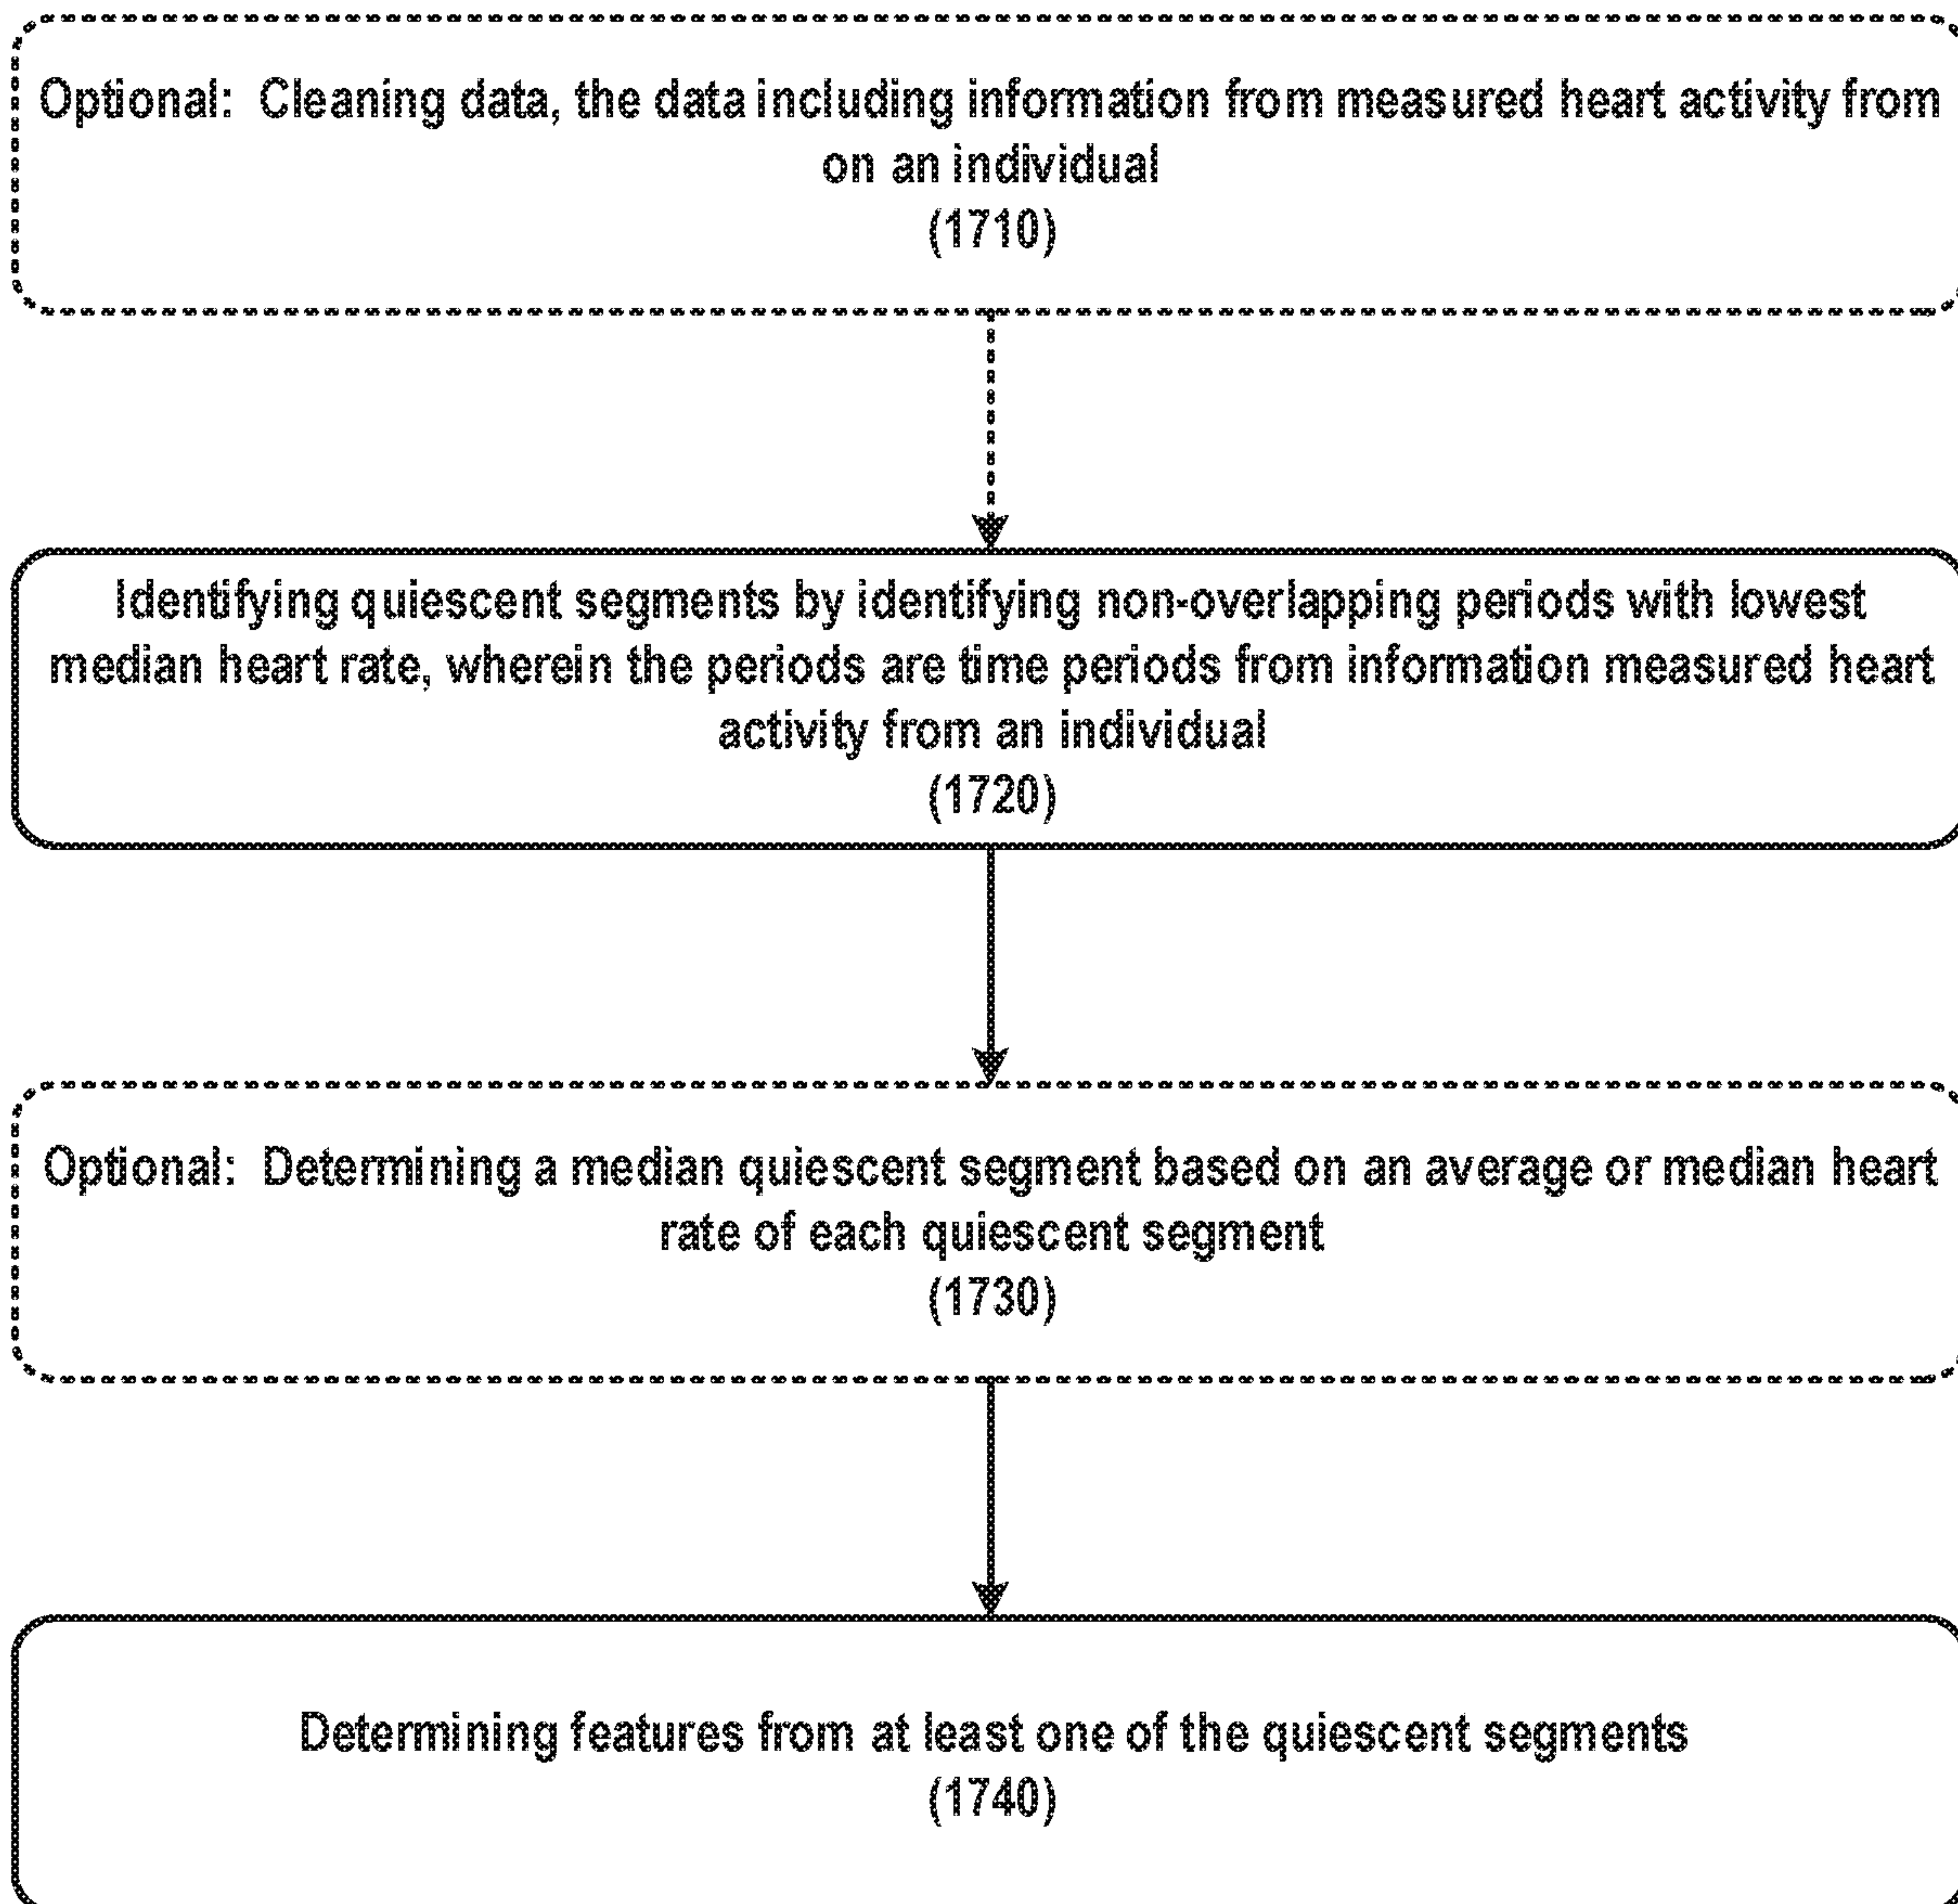 Optional:  Cleaning data, the data including information from measured heart activity from
on an individual
(1710)
Identifying quiescent segments by identifying non-overlapping periods with lowest
median heart rate, wherein the periods are time periods from information measured heart
activity from an individual
(1720)
Optional:  Determining a median quiescent segment based on an average or median heart
rate of each quiescent segment
(1730)
Determining features from at least one of the quiescent segments
(1740)